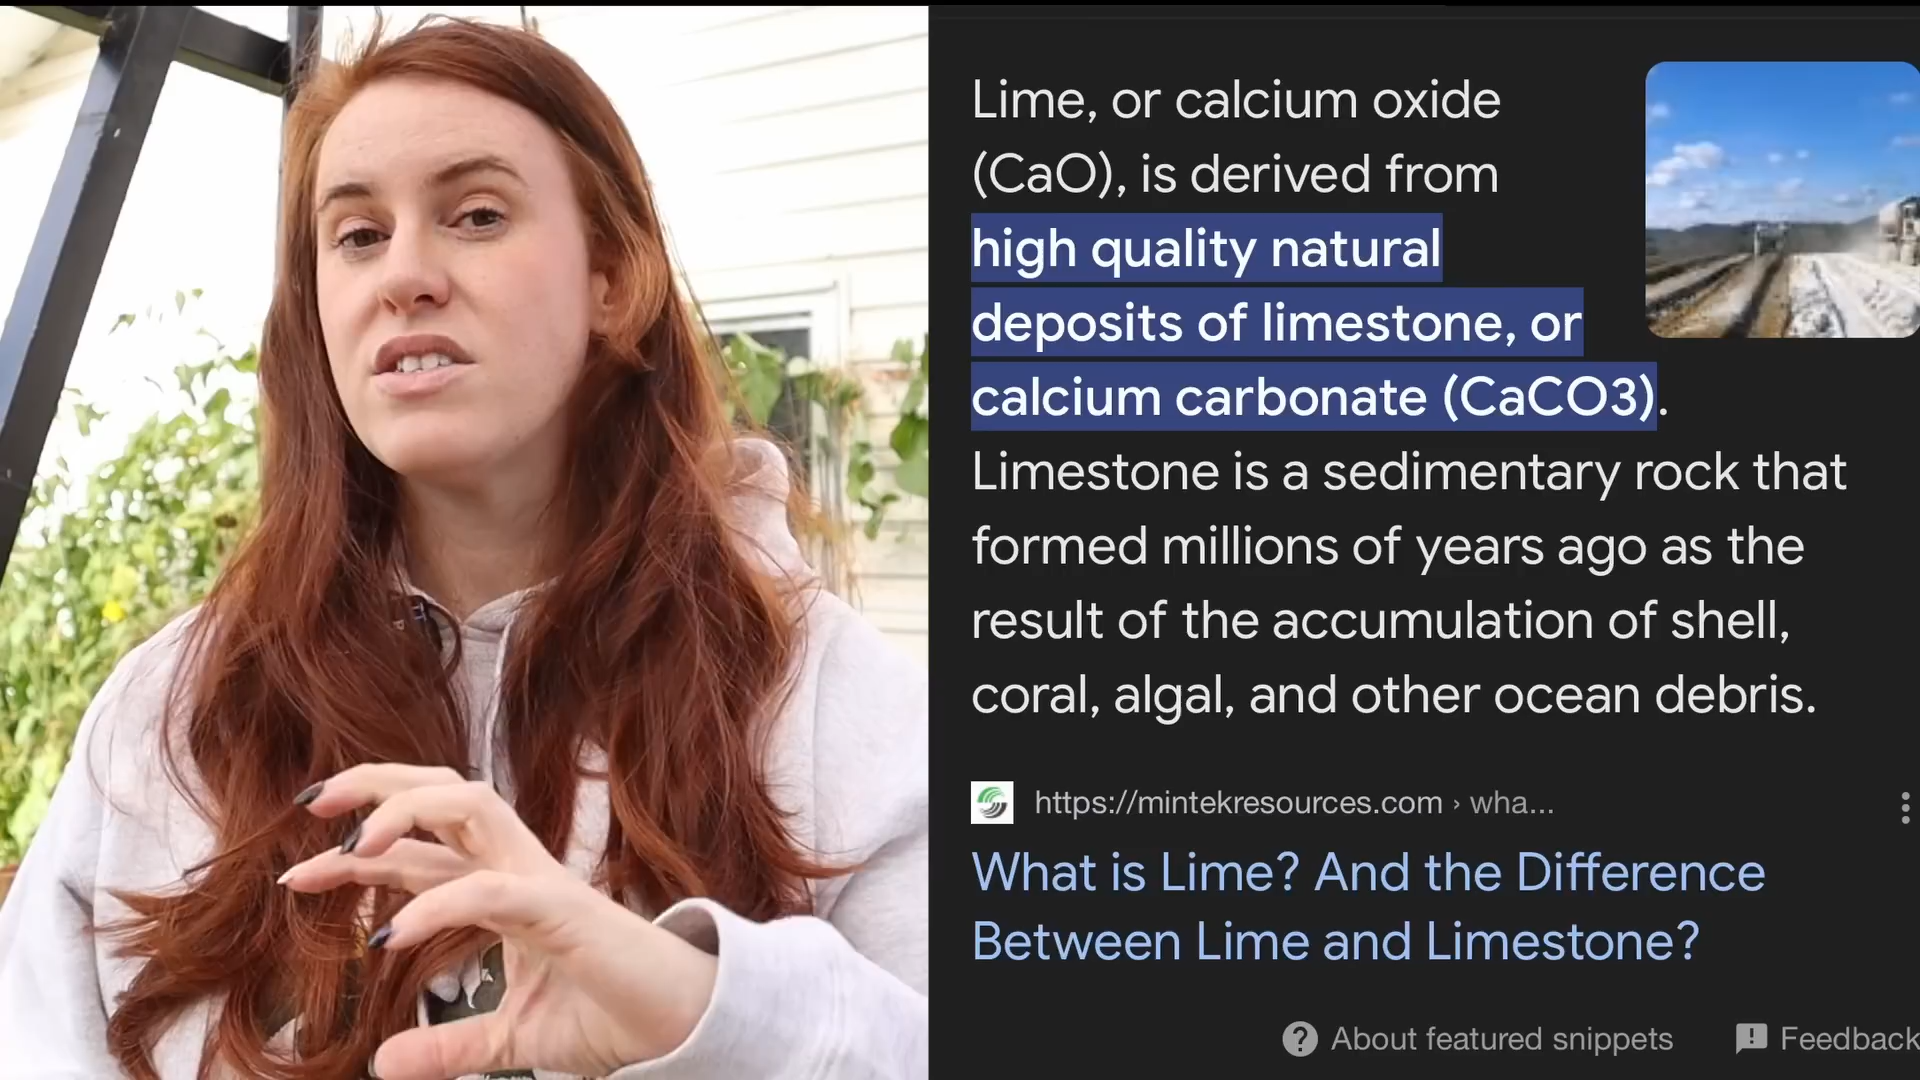 Lime, or calcium oxide
(CaO), is derived from
high quality natural
deposits of limestone, or
calcium carbonate (CaCO3).
Limestone is a sedimentary rock that
formed millions of years ago as the
result of the accumulation of shell,
coral, algal, and other ocean debris.
https://mintekresources.com › wha...
What is Lime? And the Difference
Between Lime and Limestone?
About featured snippets
Feedback